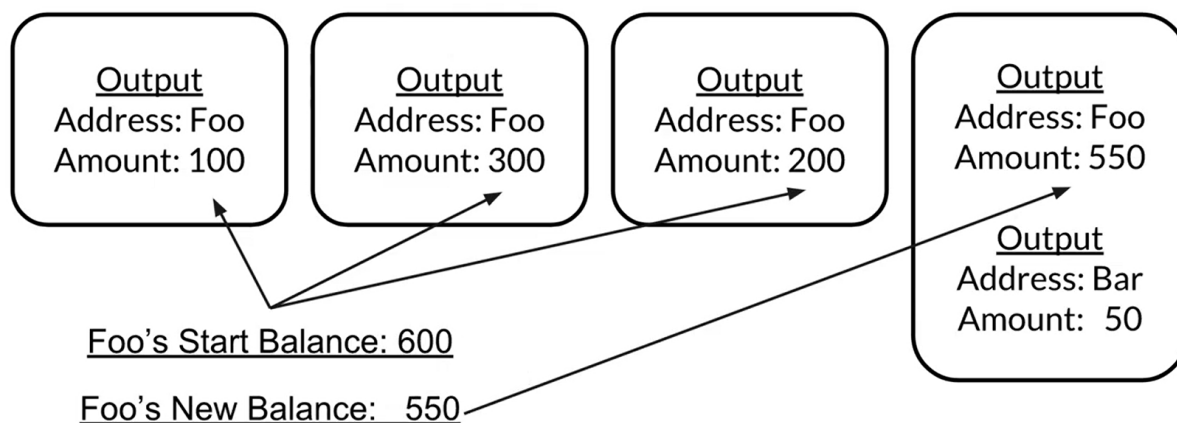 Output
Address: Foo
Amount: 100
Output
Address: Foo
Amount: 300
Output
Address: Foo
Amount: 200
Output
Address: Foo
Amount: 550
Output
Address: Bar
Amount: 50
Foo’s Start Balance: 600
Foo’s New Balance: 550